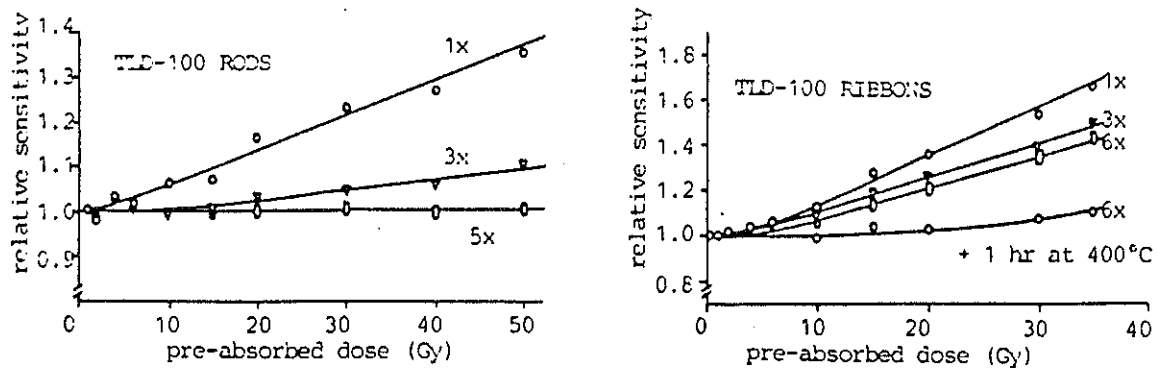 relative sensitivity
1.4
1.3
1.2
1.1
1.0
0.9
TLD-100 RODS
1x
3x
5x
0 10 20 30 40 50
pre-absorbed dose (Gy)
relative sensitivity
1.8
1.6
1.4
1.2
1.0
0.8
TLD-100 RIBBONS
1x
3x
6x
6x
+ 1 hr at 400°C
0 10 20 30 40
pre-absorbed dose (Gy)